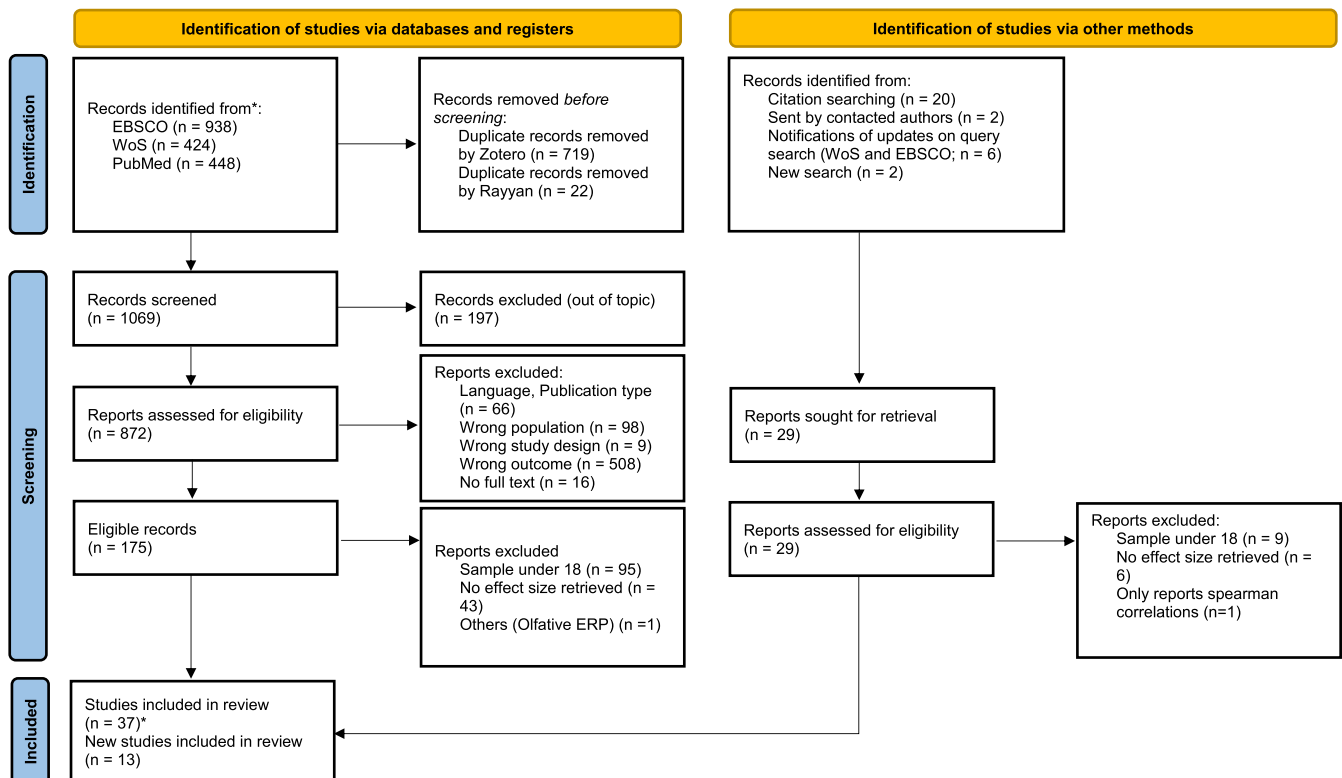 Identification of studies via databases and registers
Identification of studies via other methods
Identification
Records identified from*:
EBSCO (n = 938)
WoS (n = 424)
PubMed (n = 448)
Records removed before
screening:
Duplicate records removed
by Zotero (n = 719)
Duplicate records removed
by Rayyan (n = 22)
Records identified from:
Citation searching (n = 20)
Sent by contacted authors (n = 2)
Notifications of updates on query
search (WoS and EBSCO; n = 6)
New search (n = 2)
Screening
Records screened
(n = 1069)
Records excluded (out of topic)
(n = 197)
Reports assessed for eligibility
(n = 872)
Reports excluded:
Language, Publication type
(n = 66)
Wrong population (n = 98)
Wrong study design (n = 9)
Wrong outcome (n = 508)
No full text (n = 16)
Reports sought for retrieval
(n = 29)
Eligible records
(n = 175)
Reports excluded
Sample under 18 (n = 95)
No effect size retrieved (n =
43)
Others (Olfative ERP) (n =1)
Reports assessed for eligibility
(n = 29)
Reports excluded:
Sample under 18 (n = 9)
No effect size retrieved (n =
6)
Only reports spearman
correlations (n=1)
Included
Studies included in review
(n = 37)*
New studies included in review
(n = 13)